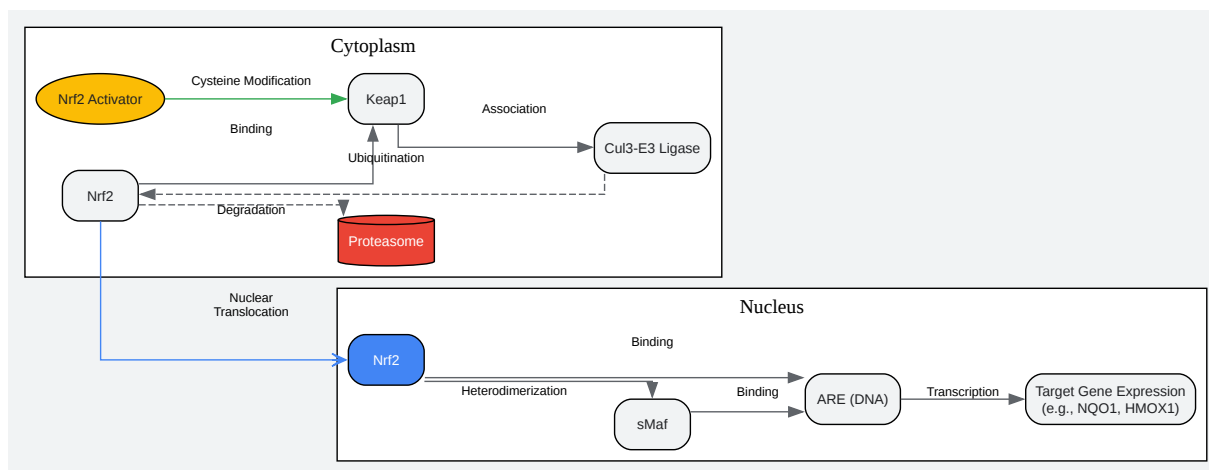 Cytoplasm
Cysteine Modification
Nrf2 Activator
Keap1
Association
Binding
Cul3-E3 Ligase
Ubiquitination
Nrf2
Degradation
Proteasome
Nuclear
Translocation
Nucleus
Binding
Nrf2
Heterodimerization
Binding
ARE (DNA)
Transcription
Target Gene Expression
(e.g., NQO1, HMOX1)
sMaf